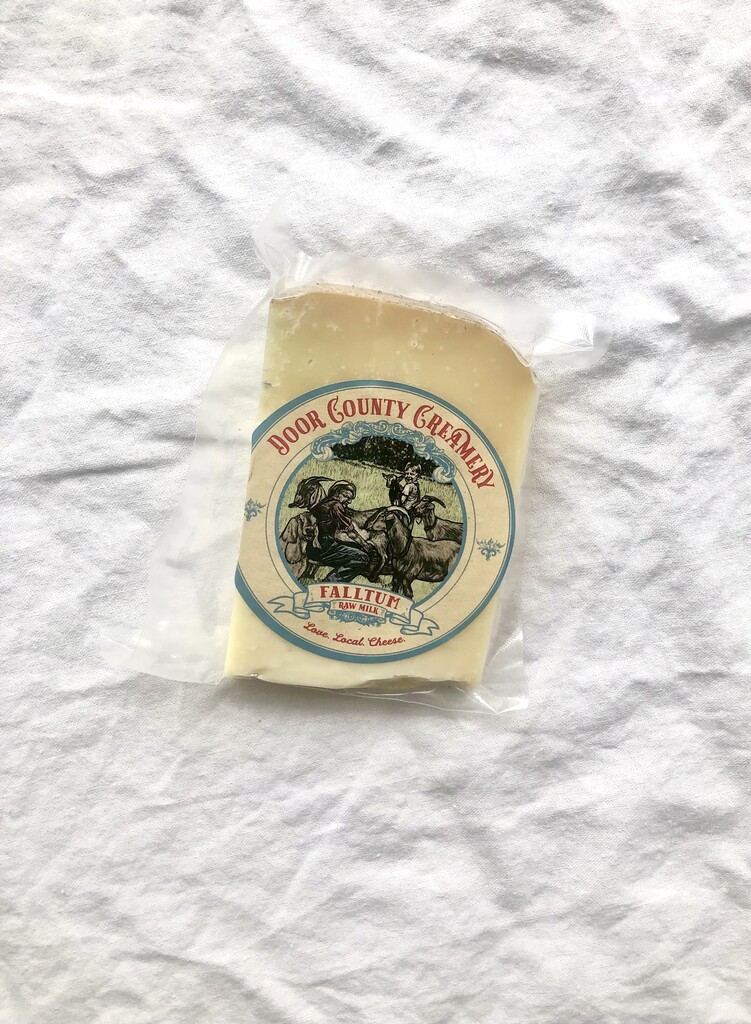 DOOR COUNTY CREAMERY
FALLTUM
RAW MILK
Love. Local. Cheese.